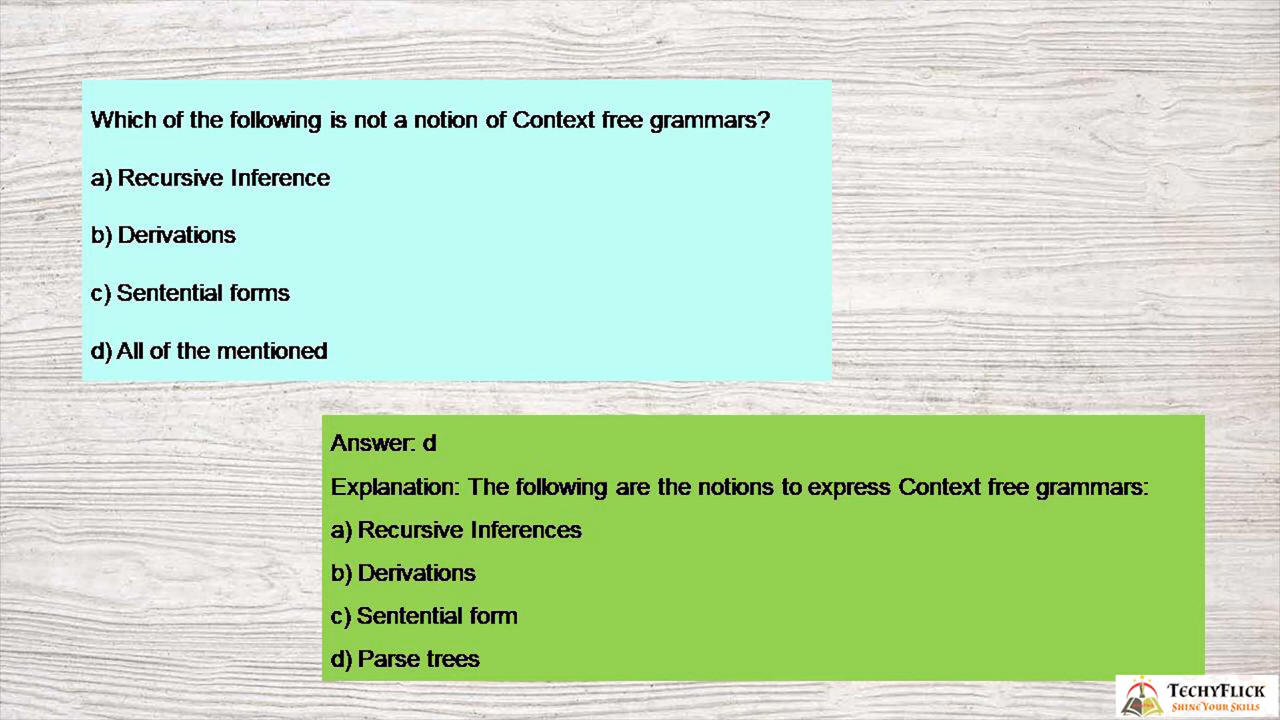 Which of the following is not a notion of Context free grammars?
a) Recursive Inference
b) Derivations
c) Sentential forms
d) All of the mentioned
Answer: d
Explanation: The following are the notions to express Context free grammars:
a) Recursive Inferences
b) Derivations
c) Sentential form
d) Parse trees
TECHYFLICK
SHINE YOUR SKILLS